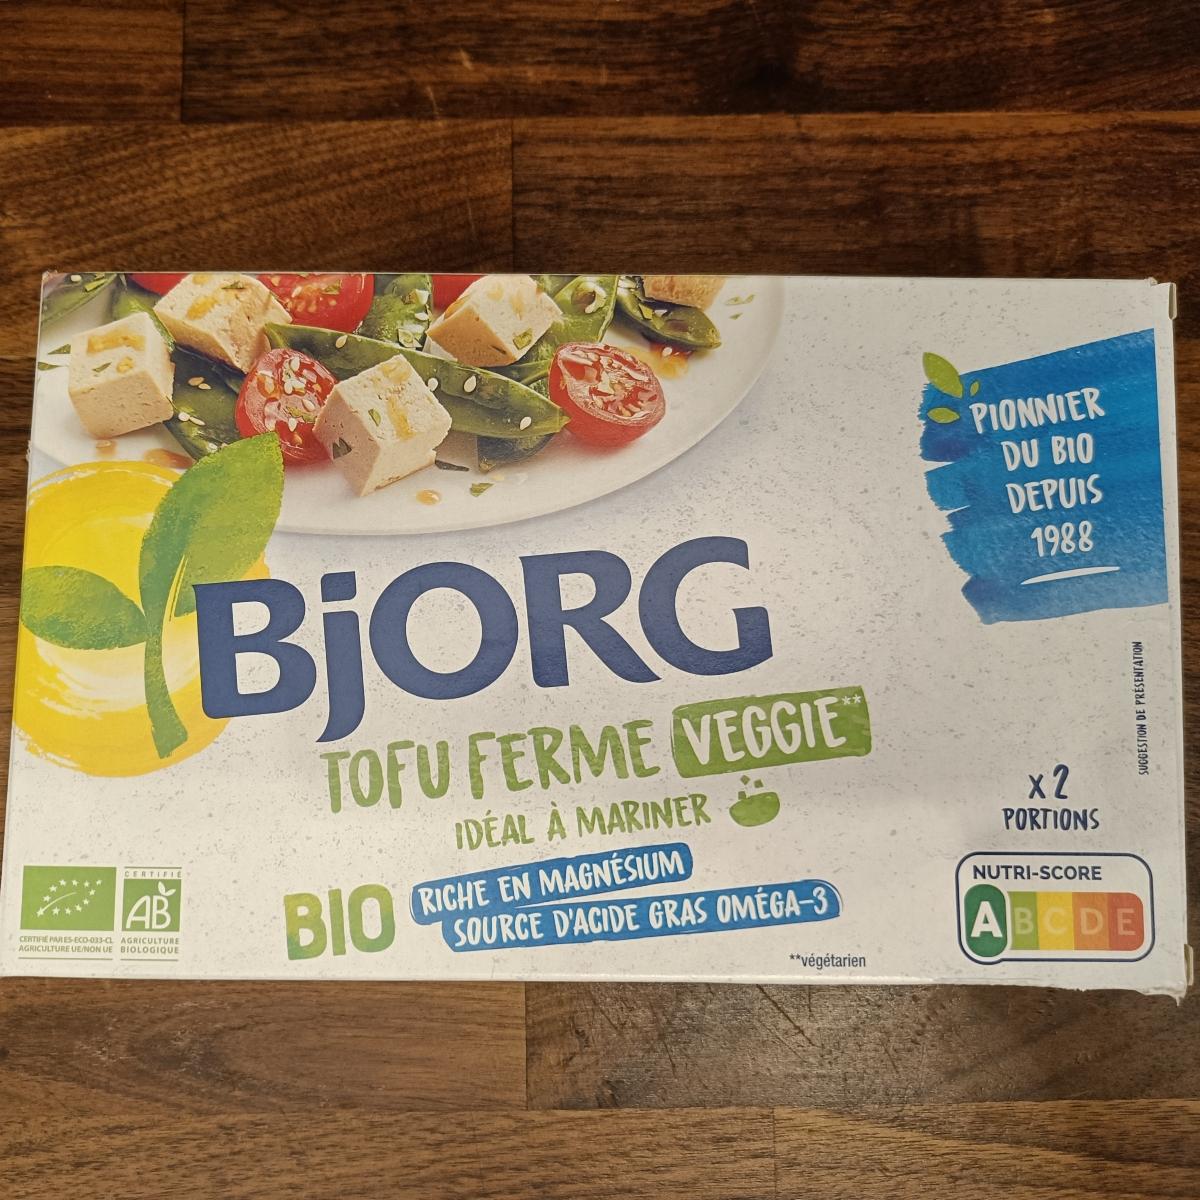 PIONNIER
DU BIO
DEPUIS
1988
BjORG
TOFU FERME VEGGIE**
IDÉAL À MARINER
SUGGESTION DE PRÉSENTATION
x2
PORTIONS
BIO
RICHE EN MAGNÉSIUM
SOURCE D'ACIDE GRAS OMÉGA-3
**végétarien
NUTRI-SCORE
A B C D E
CERTIFIÉ PAR ES-ECO-033-CL
AGRICULTURE UE/NON UE
CERTIFIÉ
AB
AGRICULTURE
BIOLOGIQUE